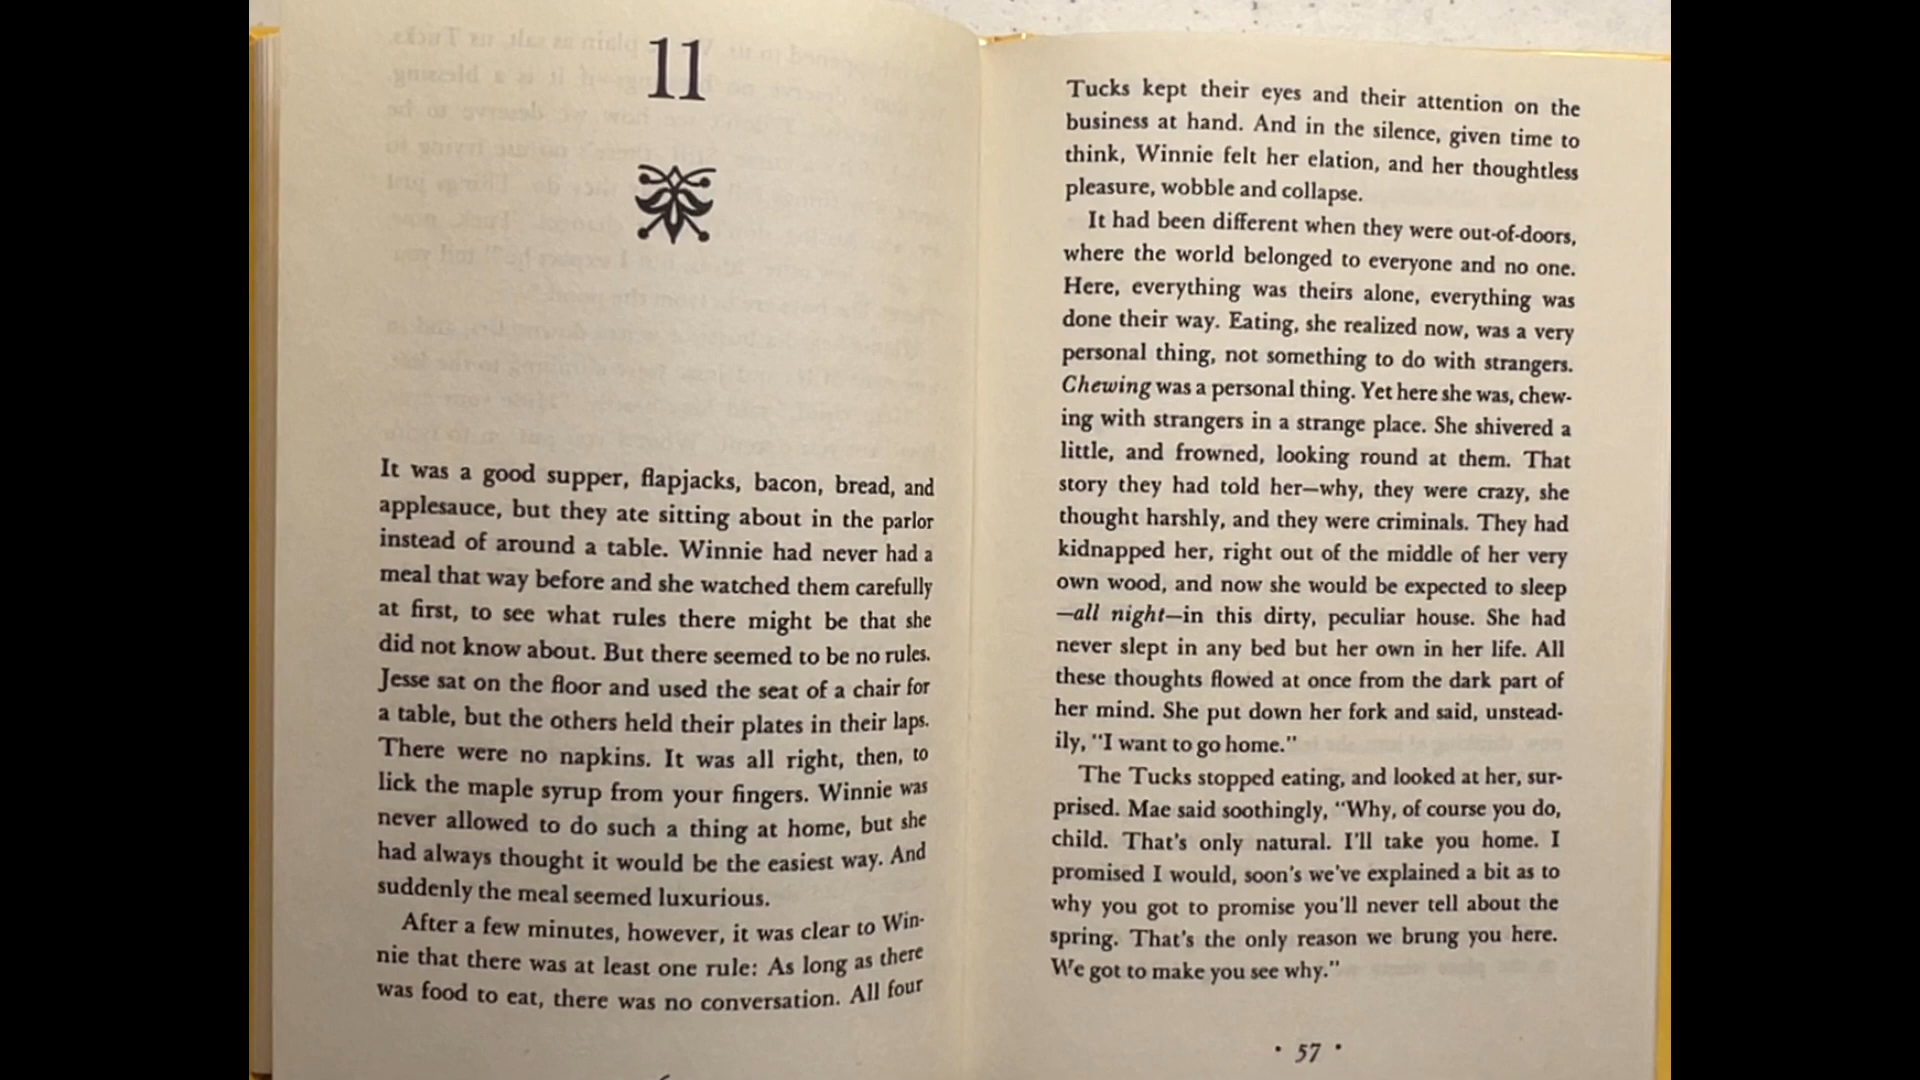 11
It was a good supper, flapjacks, bacon, bread, and
applesauce, but they ate sitting about in the parlor
instead of around a table. Winnie had never had a
meal that way before and she watched them carefully
at first, to see what rules there might be that she
did not know about. But there seemed to be no rules.
Jesse sat on the floor and used the seat of a chair for
a table, but the others held their plates in their laps.
There were no napkins. It was all right, then, to
lick the maple syrup from your fingers. Winnie was
never allowed to do such a thing at home, but she
had always thought it would be the easiest way. And
suddenly the meal seemed luxurious.
After a few minutes, however, it was clear to Win-
nie that there was at least one rule: As long as there
was food to eat, there was no conversation. All four
Tucks kept their eyes and their attention on the
business at hand. And in the silence, given time to
think, Winnie felt her elation, and her thoughtless
pleasure, wobble and collapse.
It had been different when they were out-of-doors,
where the world belonged to everyone and no one.
Here, everything was theirs alone, everything was
done their way. Eating, she realized now, was a very
personal thing, not something to do with strangers.
Chewing was a personal thing. Yet here she was, chew-
ing with strangers in a strange place. She shivered a
little, and frowned, looking round at them. That
story they had told her—why, they were crazy, she
thought harshly, and they were criminals. They had
kidnapped her, right out of the middle of her very
own wood, and now she would be expected to sleep
—all night—in this dirty, peculiar house. She had
never slept in any bed but her own in her life. All
these thoughts flowed at once from the dark part of
her mind. She put down her fork and said, unstead-
ily, "I want to go home."
The Tucks stopped eating, and looked at her, sur-
prised. Mae said soothingly, "Why, of course you do,
child. That's only natural. I'll take you home. I
promised I would, soon's we've explained a bit as to
why you got to promise you'll never tell about the
spring. That's the only reason we brung you here.
We got to make you see why."
• 57 •